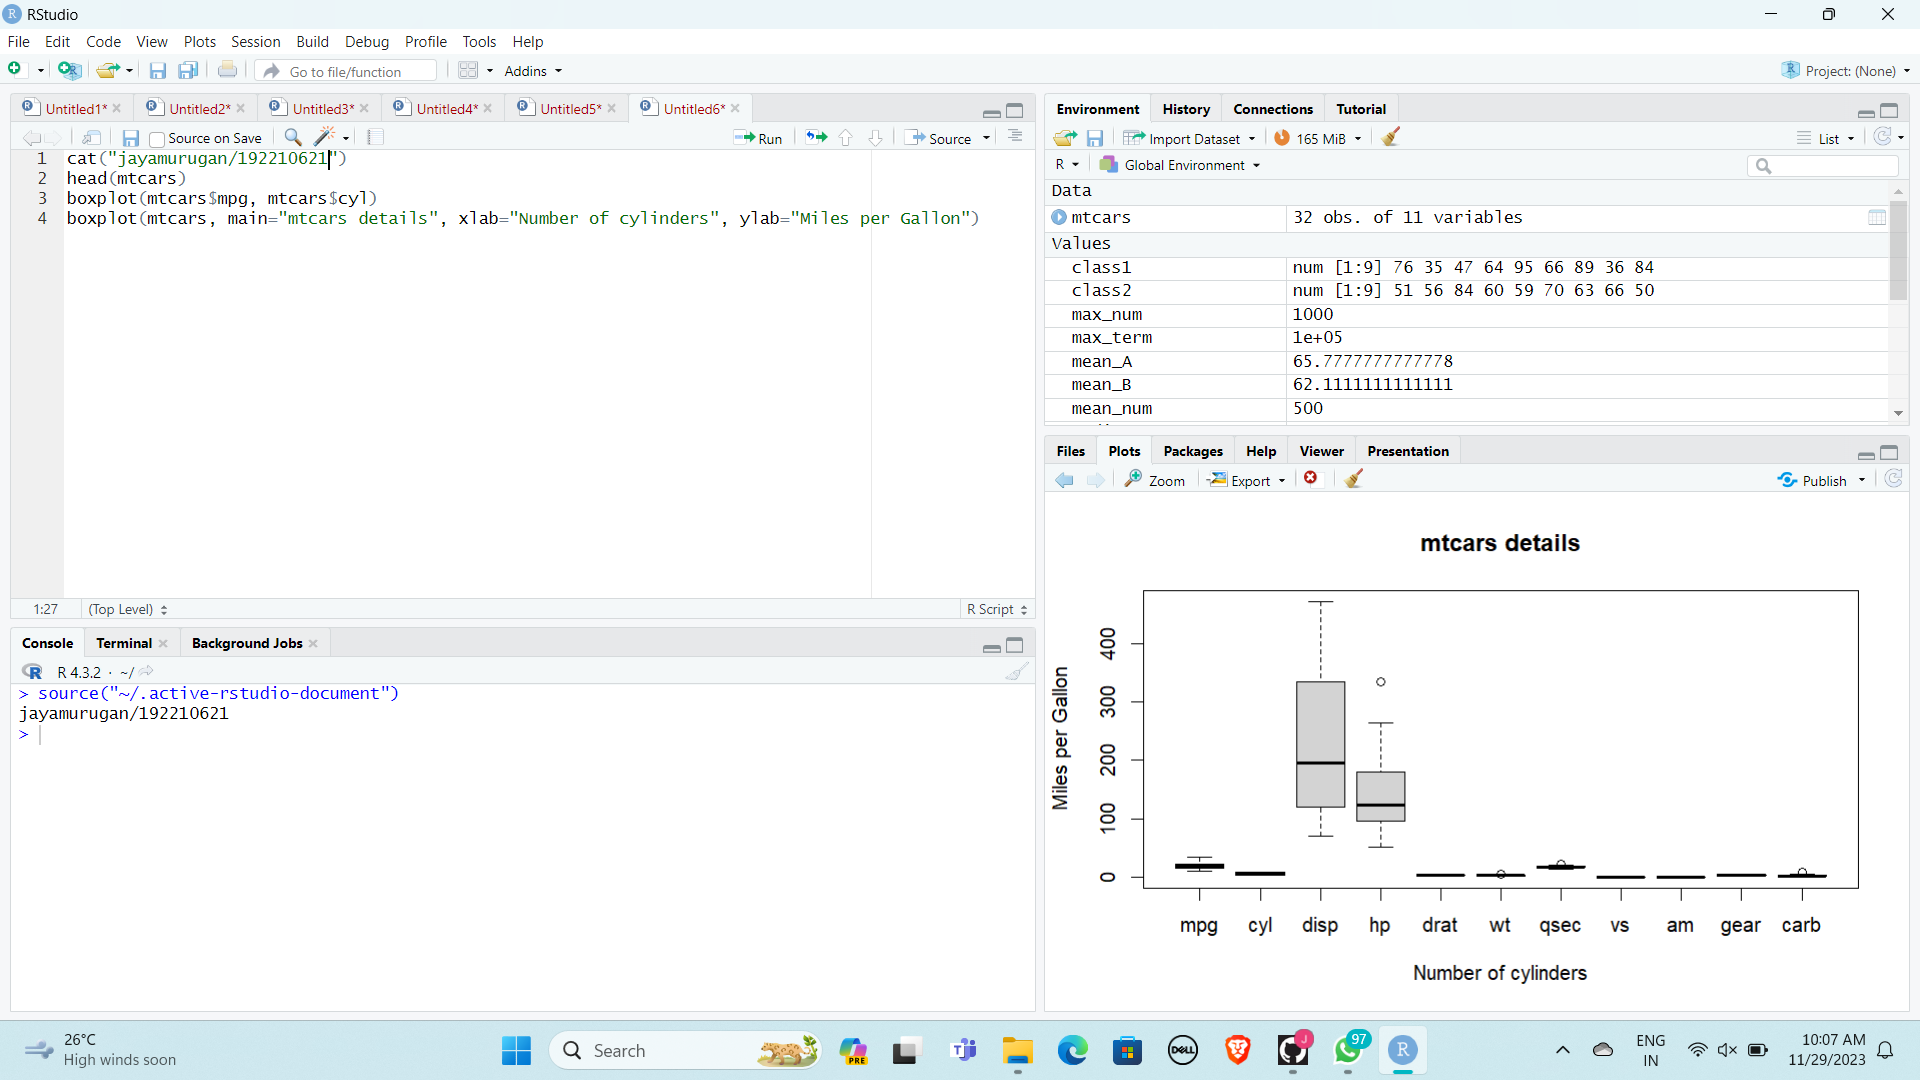 RStudio
File Edit Code View Plots Session Build Debug Profile Tools Help
Go to file/function Addins Project: (None)
Untitled1* Untitled2* Untitled3* Untitled4* Untitled5* Untitled6*
Source on Save Run Source
1 cat("jayamurugan/192210621")
2 head(mtcars)
3 boxplot(mtcars$mpg, mtcars$cyl)
4 boxplot(mtcars, main="mtcars details", xlab="Number of cylinders", ylab="Miles per Gallon")
1:27 (Top Level) R Script
Console Terminal Background Jobs
R 4.3.2 · ~/
> source("~/.active-rstudio-document")
jayamurugan/192210621
>
Environment History Connections Tutorial
Import Dataset 165 MiB List
R Global Environment
Data
mtcars 32 obs. of 11 variables
Values
class1 num [1:9] 76 35 47 64 95 66 89 36 84
class2 num [1:9] 51 56 84 60 59 70 63 66 50
max_num 1000
max_term 1e+05
mean_A 65.7777777777778
mean_B 62.1111111111111
mean_num 500
Files Plots Packages Help Viewer Presentation
Zoom Export Publish
mtcars details
Miles per Gallon
400
300
200
100
0
mpg cyl disp hp drat wt qsec vs am gear carb
Number of cylinders
26°C
High winds soon
Search
PRE
DELL
J
97
R
ENG
IN
10:07 AM
11/29/2023